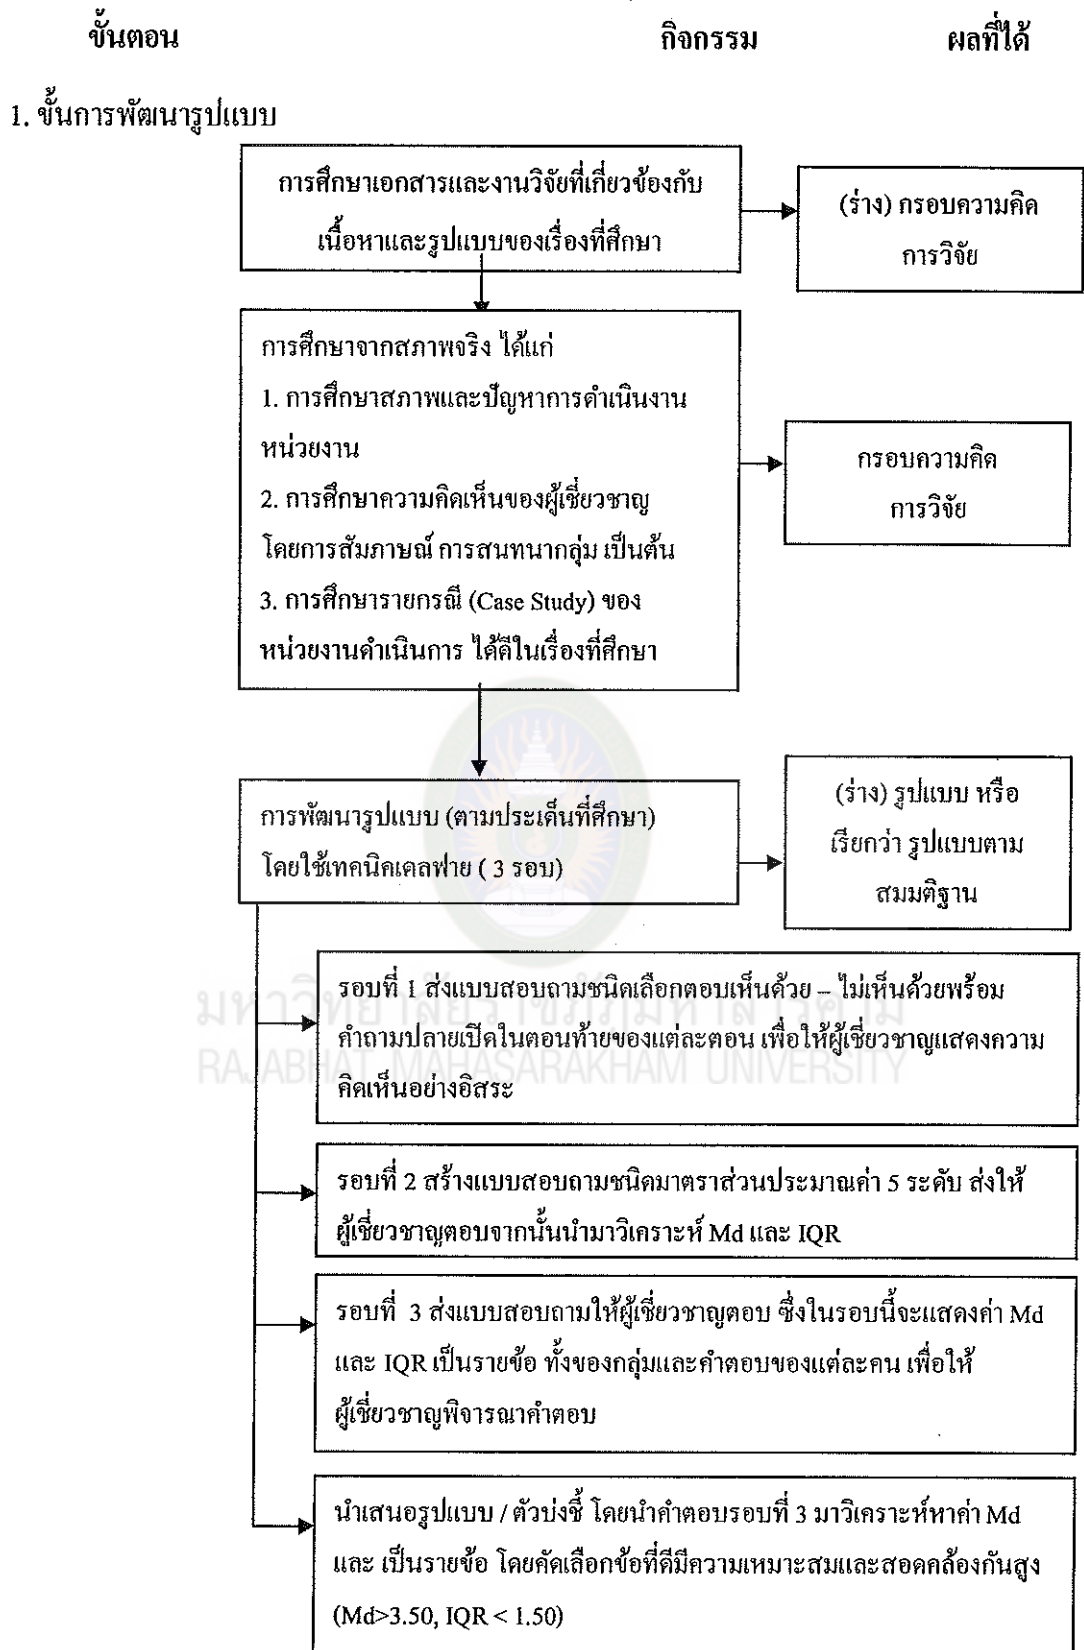 ขั้นตอน กิจกรรม ผลที่ได้
1. ขั้นการพัฒนารูปแบบ
การศึกษาเอกสารและงานวิจัยที่เกี่ยวข้องกับ
เนื้อหาและรูปแบบของเรื่องที่ศึกษา
(ร่าง) กรอบความคิด
การวิจัย
การศึกษาจากสภาพจริง ได้แก่
1. การศึกษาสภาพและปัญหาการดำเนินงาน
หน่วยงาน
2. การศึกษาความคิดเห็นของผู้เชี่ยวชาญ
โดยการสัมภาษณ์ การสนทนากลุ่ม เป็นต้น
3. การศึกษารายกรณี (Case Study) ของ
หน่วยงานดำเนินการ ได้ดีในเรื่องที่ศึกษา
กรอบความคิด
การวิจัย
การพัฒนารูปแบบ (ตามประเด็นที่ศึกษา)
โดยใช้เทคนิคเดลฟาย ( 3 รอบ)
(ร่าง) รูปแบบ หรือ
เรียกว่า รูปแบบตาม
สมมติฐาน
รอบที่ 1 ส่งแบบสอบถามชนิดเลือกตอบเห็นด้วย – ไม่เห็นด้วยพร้อม
คำถามปลายเปิดในตอนท้ายของแต่ละตอน เพื่อให้ผู้เชี่ยวชาญแสดงความ
คิดเห็นอย่างอิสระ
มหาวิทยาลัยราชภัฏมหาสารคาม
RAJABHAT MAHASARAKHAM UNIVERSITY
รอบที่ 2 สร้างแบบสอบถามชนิดมาตราส่วนประมาณค่า 5 ระดับ ส่งให้
ผู้เชี่ยวชาญตอบจากนั้นนำมาวิเคราะห์ Md และ IQR
รอบที่ 3 ส่งแบบสอบถามให้ผู้เชี่ยวชาญตอบ ซึ่งในรอบนี้จะแสดงค่า Md
และ IQR เป็นรายข้อ ทั้งของกลุ่มและคำตอบของแต่ละคน เพื่อให้
ผู้เชี่ยวชาญพิจารณาคำตอบ
นำเสนอรูปแบบ / ตัวบ่งชี้ โดยนำคำตอบรอบที่ 3 มาวิเคราะห์หาค่า Md
และ เป็นรายข้อ โดยคัดเลือกข้อที่ดีมีความเหมาะสมและสอดคล้องกันสูง
(Md>3.50, IQR < 1.50)